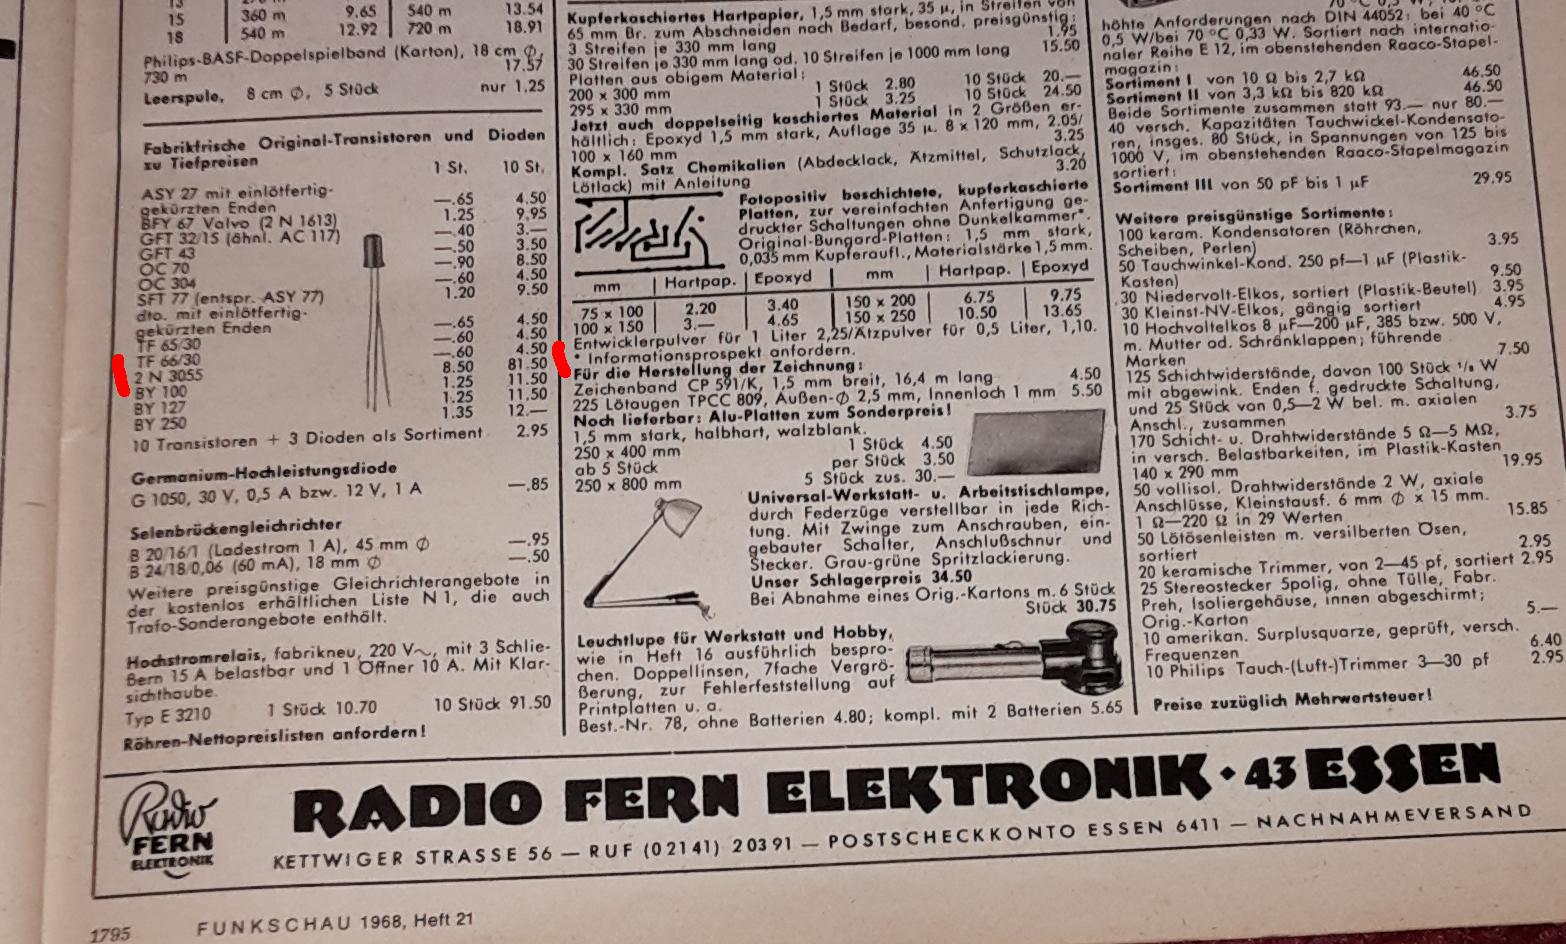 15 360 m 9.65 540 m 13.54
18 540 m 12.92 720 m 18.91
Philips-BASF-Doppelspielband (Karton), 18 cm ∅,
730 m 17.57
Leerspule, 8 cm ∅, 5 Stück nur 1.25
Fabrikfrische Original-Transistoren und Dioden
zu Tiefpreisen 1 St. 10 St.
ASY 27 mit einlötfertig-
gekürzten Enden —.65 4.50
BFY 67 Valvo (2 N 1613) 1.25 9.95
GFT 32/15 (ähnl. AC 117) —.40 3.—
GFT 43 —.50 3.50
OC 70 —.90 8.50
OC 304 —.60 4.50
SFT 77 (entspr. ASY 77) 1.20 9.50
dto. mit einlötfertig-
gekürzten Enden —.65 4.50
TF 65/30 —.60 4.50
TF 66/30 —.60 4.50
2 N 3055 8.50 81.50
BY 100 1.25 11.50
BY 127 1.25 11.50
BY 250 1.35 12.—
10 Transistoren + 3 Dioden als Sortiment 2.95
Germanium-Hochleistungsdiode
G 1050, 30 V, 0,5 A bzw. 12 V, 1 A —.85
Selenbrückengleichrichter
B 20/16/1 (Ladestrom 1 A), 45 mm ∅ —.95
B 24/18/0,06 (60 mA), 18 mm ∅ —.50
Weitere preisgünstige Gleichrichterangebote in
der kostenlos erhältlichen Liste N 1, die auch
Trafo-Sonderangebote enthält.
Hochstromrelais, fabrikneu, 220 V~, mit 3 Schlie-
ßern 15 A belastbar und 1 Öffner 10 A. Mit Klar-
sichthaube.
Typ E 3210 1 Stück 10.70 10 Stück 91.50
Röhren-Nettopreislisten anfordern!
Kupferkaschiertes Hartpapier, 1,5 mm stark, 35 µ, in Streifen von
65 mm Br. zum Abschneiden nach Bedarf, besond. preisgünstig:
3 Streifen je 330 mm lang 1.95
30 Streifen je 330 mm lang od. 10 Streifen je 1000 mm lang 15.50
Platten aus obigem Material:
200 x 300 mm 1 Stück 2.80 10 Stück 20.—
295 x 330 mm 1 Stück 3.25 10 Stück 24.50
Jetzt auch doppelseitig kaschiertes Material in 2 Größen er-
hältlich: Epoxyd 1,5 mm stark, Auflage 35 µ. 8 x 120 mm, 2.05/
100 x 160 mm 3.25
Kompl. Satz Chemikalien (Abdecklack, Ätzmittel, Schutzlack,
Lötlack) mit Anleitung 3.20
Fotopositiv beschichtete, kupferkaschierte
Platten, zur vereinfachten Anfertigung ge-
druckter Schaltungen ohne Dunkelkammer*.
Original-Bungard-Platten: 1,5 mm stark,
0,035 mm Kupferaufl., Materialstärke 1,5 mm.
mm Hartpap. Epoxyd mm Hartpap. Epoxyd
75 x 100 2.20 3.40 150 x 200 6.75 9.75
100 x 150 3.— 4.65 150 x 250 10.50 13.65
Entwicklerpulver für 1 Liter 2,25/Ätzpulver für 0,5 Liter, 1,10.
* Informationsprospekt anfordern.
Für die Herstellung der Zeichnung:
Zeichenband CP 591/K, 1,5 mm breit, 16,4 m lang 4.50
225 Lötaugen TPCC 809, Außen-∅ 2,5 mm, Innenloch 1 mm 5.50
Noch lieferbar: Alu-Platten zum Sonderpreis!
1,5 mm stark, halbhart, walzblank.
250 x 400 mm 1 Stück 4.50
ab 5 Stück per Stück 3.50
250 x 800 mm 5 Stück zus. 30.—
Universal-Werkstatt- u. Arbeitstischlampe,
durch Federzüge verstellbar in jede Rich-
tung. Mit Zwinge zum Anschrauben, ein-
gebauter Schalter, Anschlußschnur und
Stecker. Grau-grüne Spritzlackierung.
Unser Schlagerpreis 34.50
Bei Abnahme eines Orig.-Kartons m. 6 Stück
Stück 30.75
Leuchtlupe für Werkstatt und Hobby,
wie in Heft 16 ausführlich bespro-
chen. Doppellinsen, 7fache Vergrö-
ßerung, zur Fehlerfeststellung auf
Printplatten u. a.
Best.-Nr. 78, ohne Batterien 4.80; kompl. mit 2 Batterien 5.65
höhte Anforderungen nach DIN 44052: bei 40 °C
0,5 W/bei 70 °C 0,33 W. Sortiert nach internatio-
naler Reihe E 12, im obenstehenden Raaco-Stapel-
magazin:
Sortiment I von 10 Ω bis 2,7 kΩ 46.50
Sortiment II von 3,3 kΩ bis 820 kΩ 46.50
Beide Sortimente zusammen statt 93.— nur 80.—
40 versch. Kapazitäten Tauchwickel-Kondensato-
ren, insges. 80 Stück, in Spannungen von 125 bis
1000 V, im obenstehenden Raaco-Stapelmagazin
sortiert:
Sortiment III von 50 pF bis 1 µF 29.95
Weitere preisgünstige Sortimente:
100 keram. Kondensatoren (Röhrchen,
Scheiben, Perlen) 3.95
50 Tauchwinkel-Kond. 250 pf—1 µF (Plastik-
Kasten) 9.50
30 Niedervolt-Elkos, sortiert (Plastik-Beutel) 3.95
30 Kleinst-NV-Elkos, gängig sortiert 4.95
10 Hochvoltelkos 8 µF—200 µF, 385 bzw. 500 V,
m. Mutter od. Schränklappen; führende
Marken 7.50
125 Schichtwiderstände, davon 100 Stück ⅛ W
mit abgewink. Enden f. gedruckte Schaltung,
und 25 Stück von 0,5—2 W bel. m. axialen
Anschl., zusammen 3.75
170 Schicht- u. Drahtwiderstände 5 Ω—5 MΩ,
in versch. Belastbarkeiten, im Plastik-Kasten
140 x 290 mm 19.95
50 vollisol. Drahtwiderstände 2 W, axiale
Anschlüsse, Kleinstausf. 6 mm ∅ x 15 mm.
1 Ω—220 Ω in 29 Werten 15.85
50 Lötösenleisten m. versilberten Ösen,
sortiert 2.95
20 keramische Trimmer, von 2—45 pf, sortiert 2.95
25 Stereostecker 5polig, ohne Tülle, Fabr.
Preh, Isoliergehäuse, innen abgeschirmt;
Orig.-Karton 5.—
10 amerikan. Surplusquarze, geprüft, versch.
Frequenzen 6.40
10 Philips Tauch-(Luft-)Trimmer 3—30 pf 2.95
Preise zuzüglich Mehrwertsteuer!
Radio
FERN
ELEKTRONIK
RADIO FERN ELEKTRONIK · 43 ESSEN
KETTWIGER STRASSE 56 — RUF (0 21 41) 2 03 91 — POSTSCHECKKONTO ESSEN 6411 — NACHNAHMEVERSAND
1795 FUNKSCHAU 1968, Heft 21